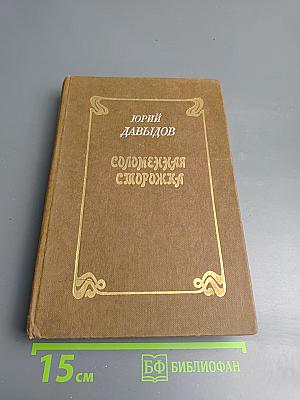 ЮРИЙ
ДАВЫДОВ
СОЛОМЕННАЯ
СТОРОЖКА
15 см
БФ БИБЛИОФАН